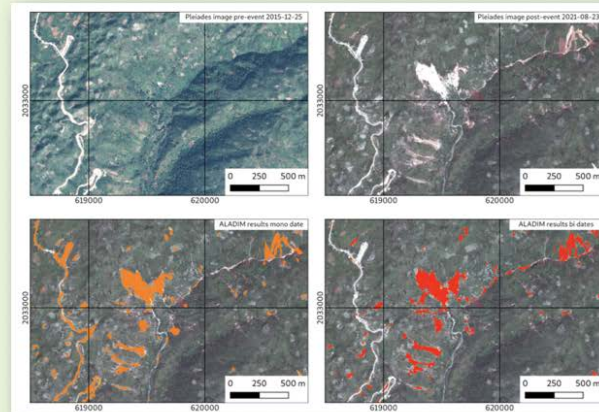 Pleiades image pre-event 2015-12-25
2033000
0 250 500 m
619000
620000
Pleiades image post-event 2021-08-23
2033000
0 250 500 m
619000
620000
ALADIM results mono date
2033000
0 250 500 m
619000
620000
ALADIM results bi dates
2033000
0 250 500 m
619000
620000